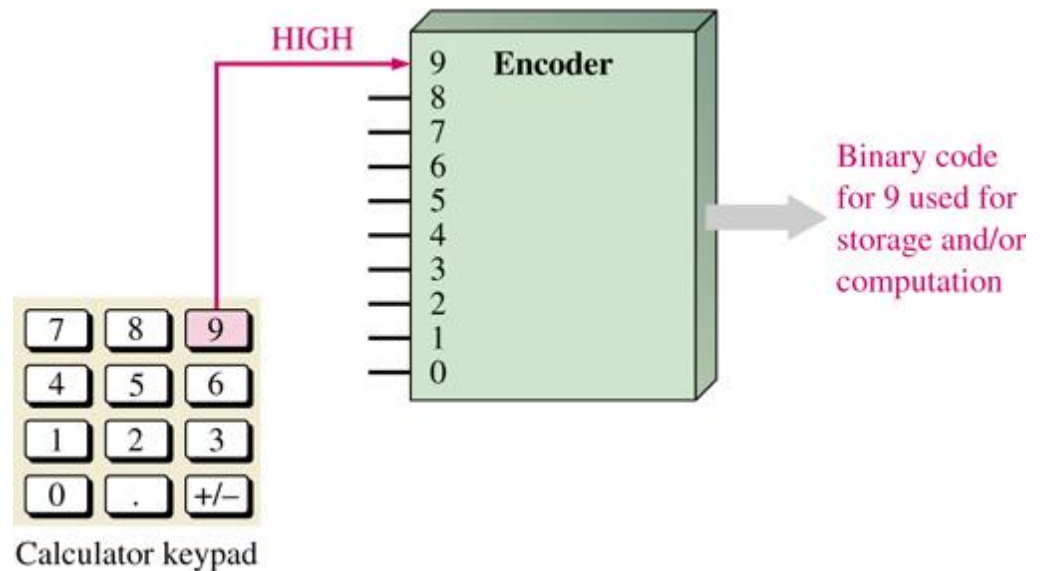 HIGH
9 Encoder
8
7
6
5
4
3
2
1
0
Binary code
for 9 used for
storage and/or
computation
7 8 9
4 5 6
1 2 3
0 . +/–
Calculator keypad